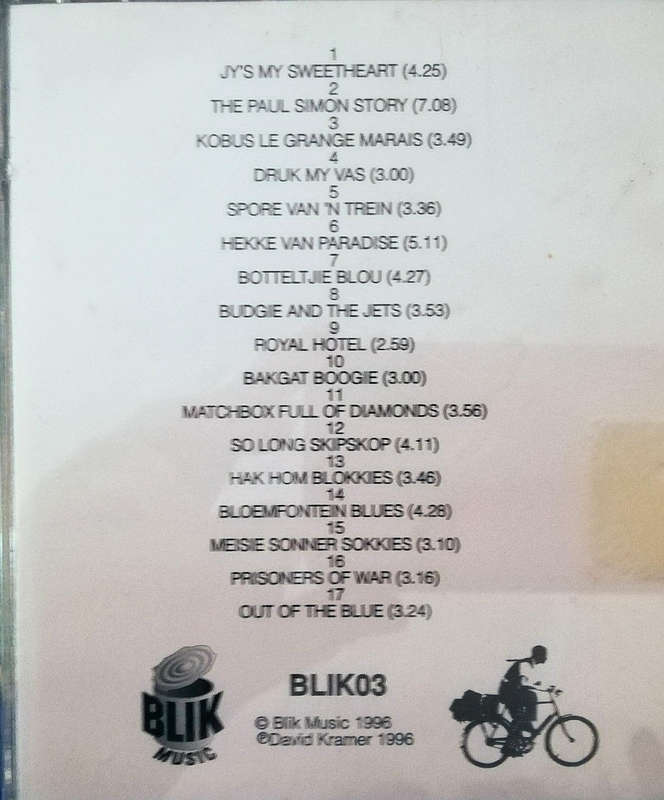 1
JY'S MY SWEETHEART (4.25)
2
THE PAUL SIMON STORY (7.08)
3
KOBUS LE GRANGE MARAIS (3.49)
4
DRUK MY VAS (3.00)
5
SPORE VAN 'N TREIN (3.36)
6
HEKKE VAN PARADISE (5.11)
7
BOTTELTJIE BLOU (4.27)
8
BUDGIE AND THE JETS (3.53)
9
ROYAL HOTEL (2.59)
10
BAKGAT BOOGIE (3.00)
11
MATCHBOX FULL OF DIAMONDS (3.56)
12
SO LONG SKIPSKOP (4.11)
13
HAK HOM BLOKKIES (3.46)
14
BLOEMFONTEIN BLUES (4.28)
15
MEISIE SONNER SOKKIES (3.10)
16
PRISONERS OF WAR (3.16)
17
OUT OF THE BLUE (3.24)
BLIK
MUSIC
BLIK03
© Blik Music 1996
℗David Kramer 1996